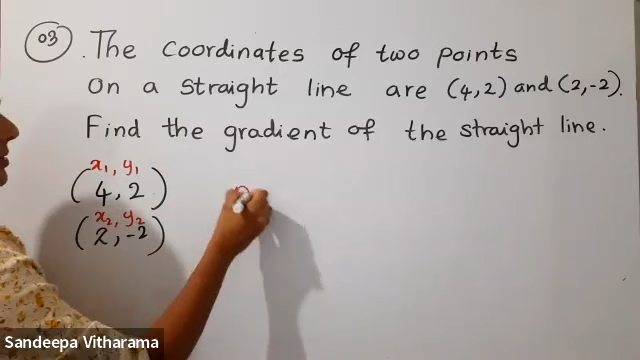 03 . The coordinates of two points
on a straight line are (4,2) and (2,-2).
Find the gradient of the straight line.
x₁, y₁
(4, 2)
x₂, y₂
(2, -2)
Sandeepa Vitharama